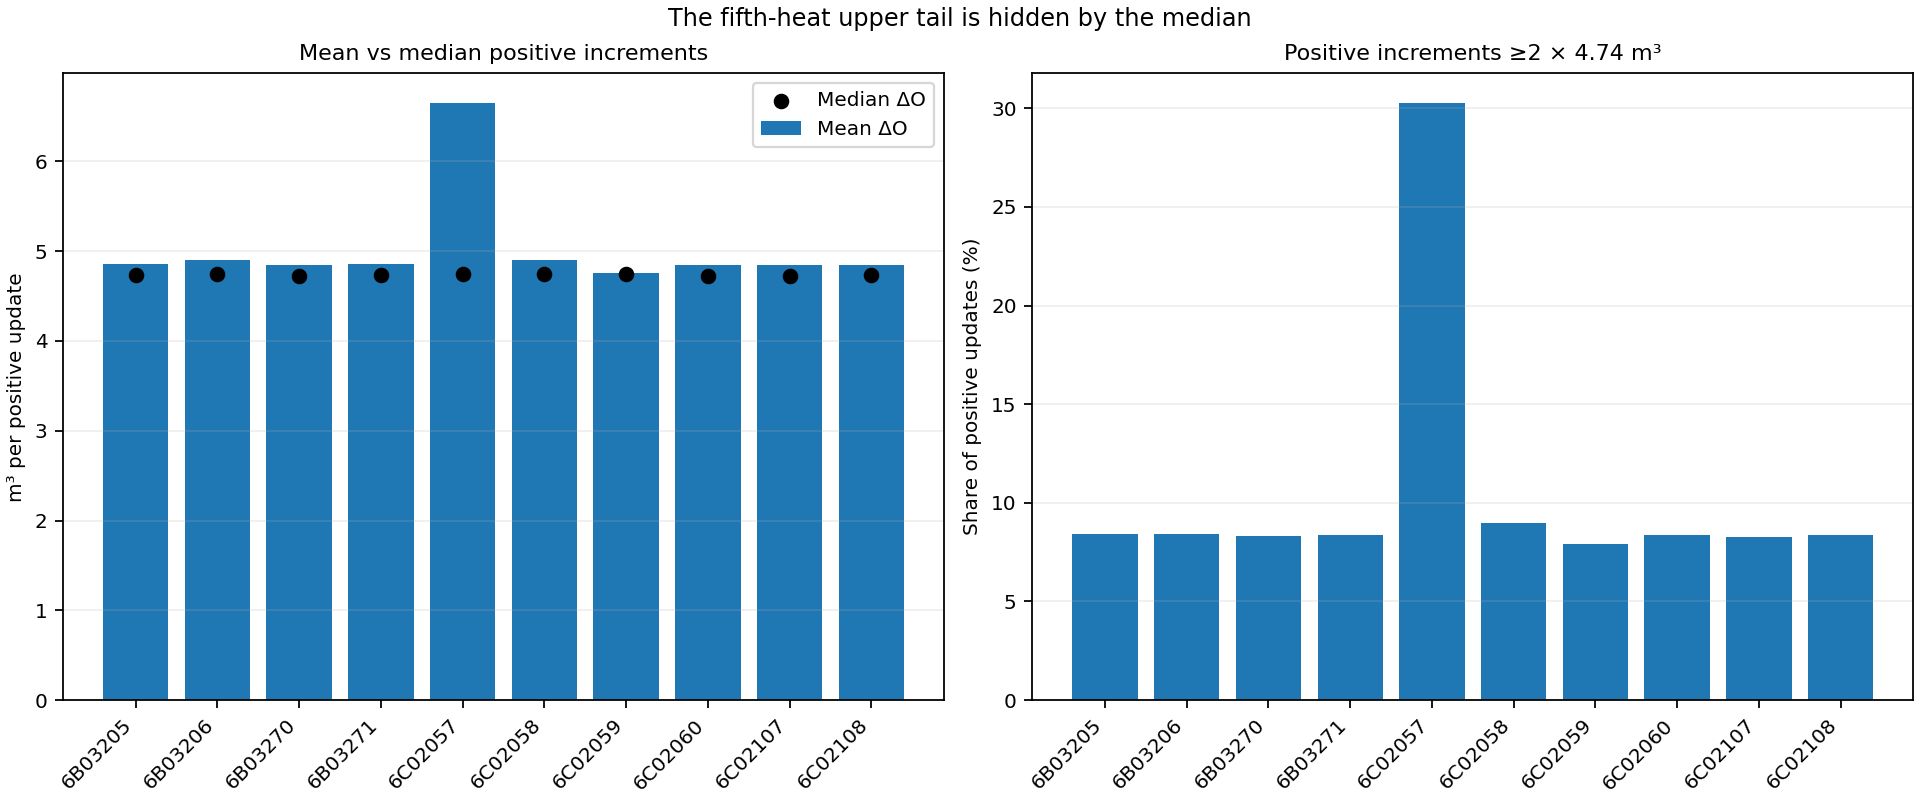 The fifth-heat upper tail is hidden by the median
Mean vs median positive increments
m³ per positive update
6
5
4
3
2
1
0
Median ΔO
Mean ΔO
6B03205
6B03206
6B03270
6B03271
6C02057
6C02058
6C02059
6C02060
6C02107
6C02108
Positive increments ≥2 × 4.74 m³
Share of positive updates (%)
30
25
20
15
10
5
0
6B03205
6B03206
6B03270
6B03271
6C02057
6C02058
6C02059
6C02060
6C02107
6C02108